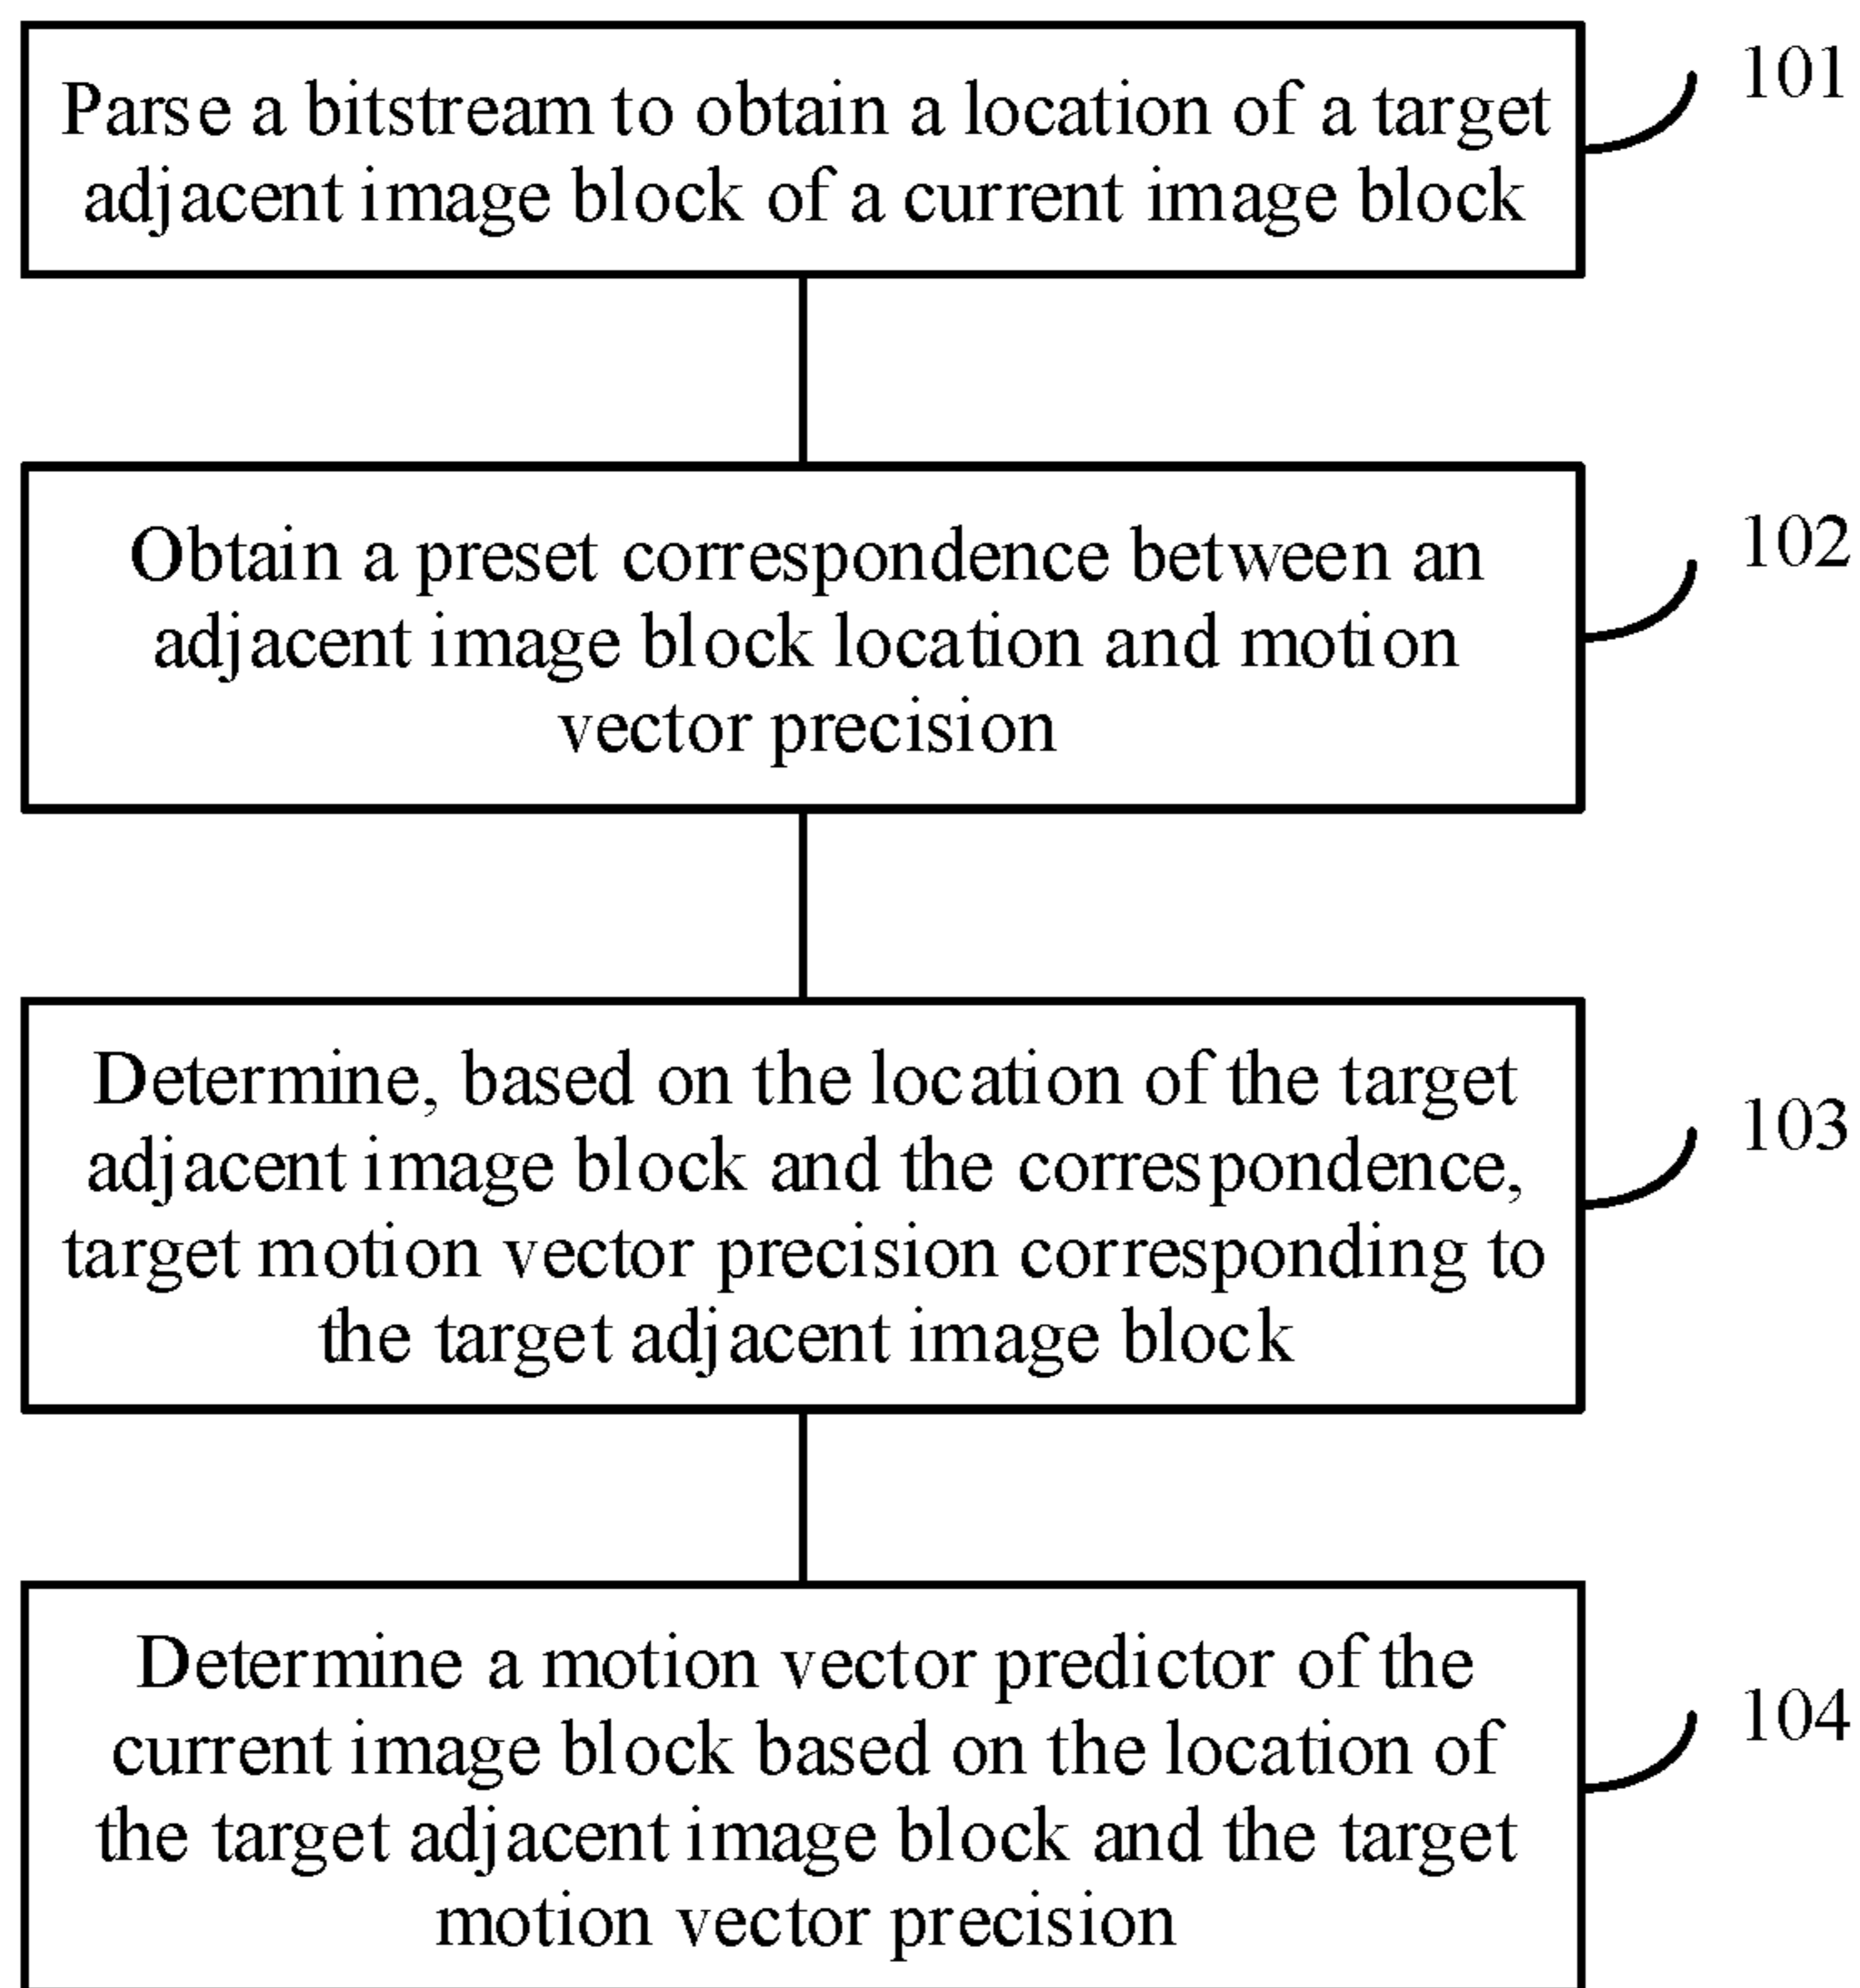 Parse a bitstream to obtain a location of a target
adjacent image block of a current image block
101
Obtain a preset correspondence between an
adjacent image block location and motion
vector precision
102
Determine, based on the location of the target
adjacent image block and the correspondence,
target motion vector precision corresponding to
the target adjacent image block
103
Determine a motion vector predictor of the
current image block based on the location of
the target adjacent image block and the target
motion vector precision
104